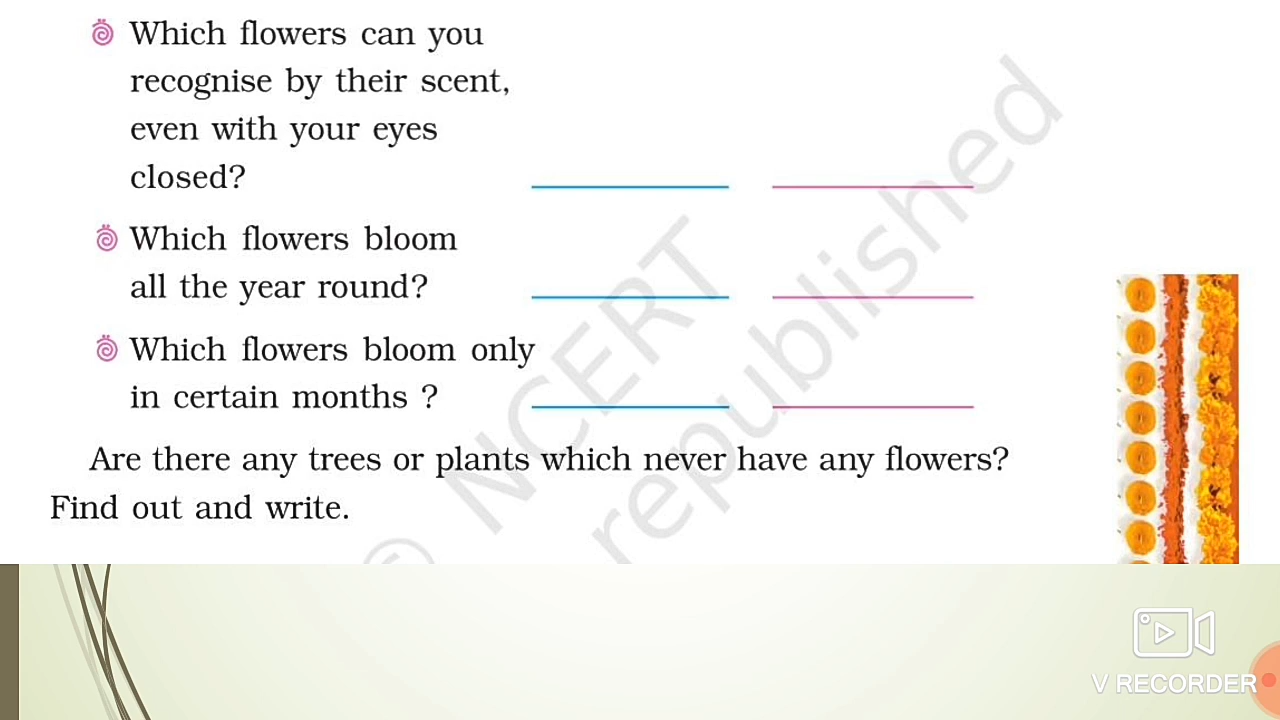 Which flowers can you
recognise by their scent,
even with your eyes
closed?
Which flowers bloom
all the year round?
Which flowers bloom only
in certain months ?
Are there any trees or plants which never have any flowers?
Find out and write.
© NCERT
republished
V RECORDER